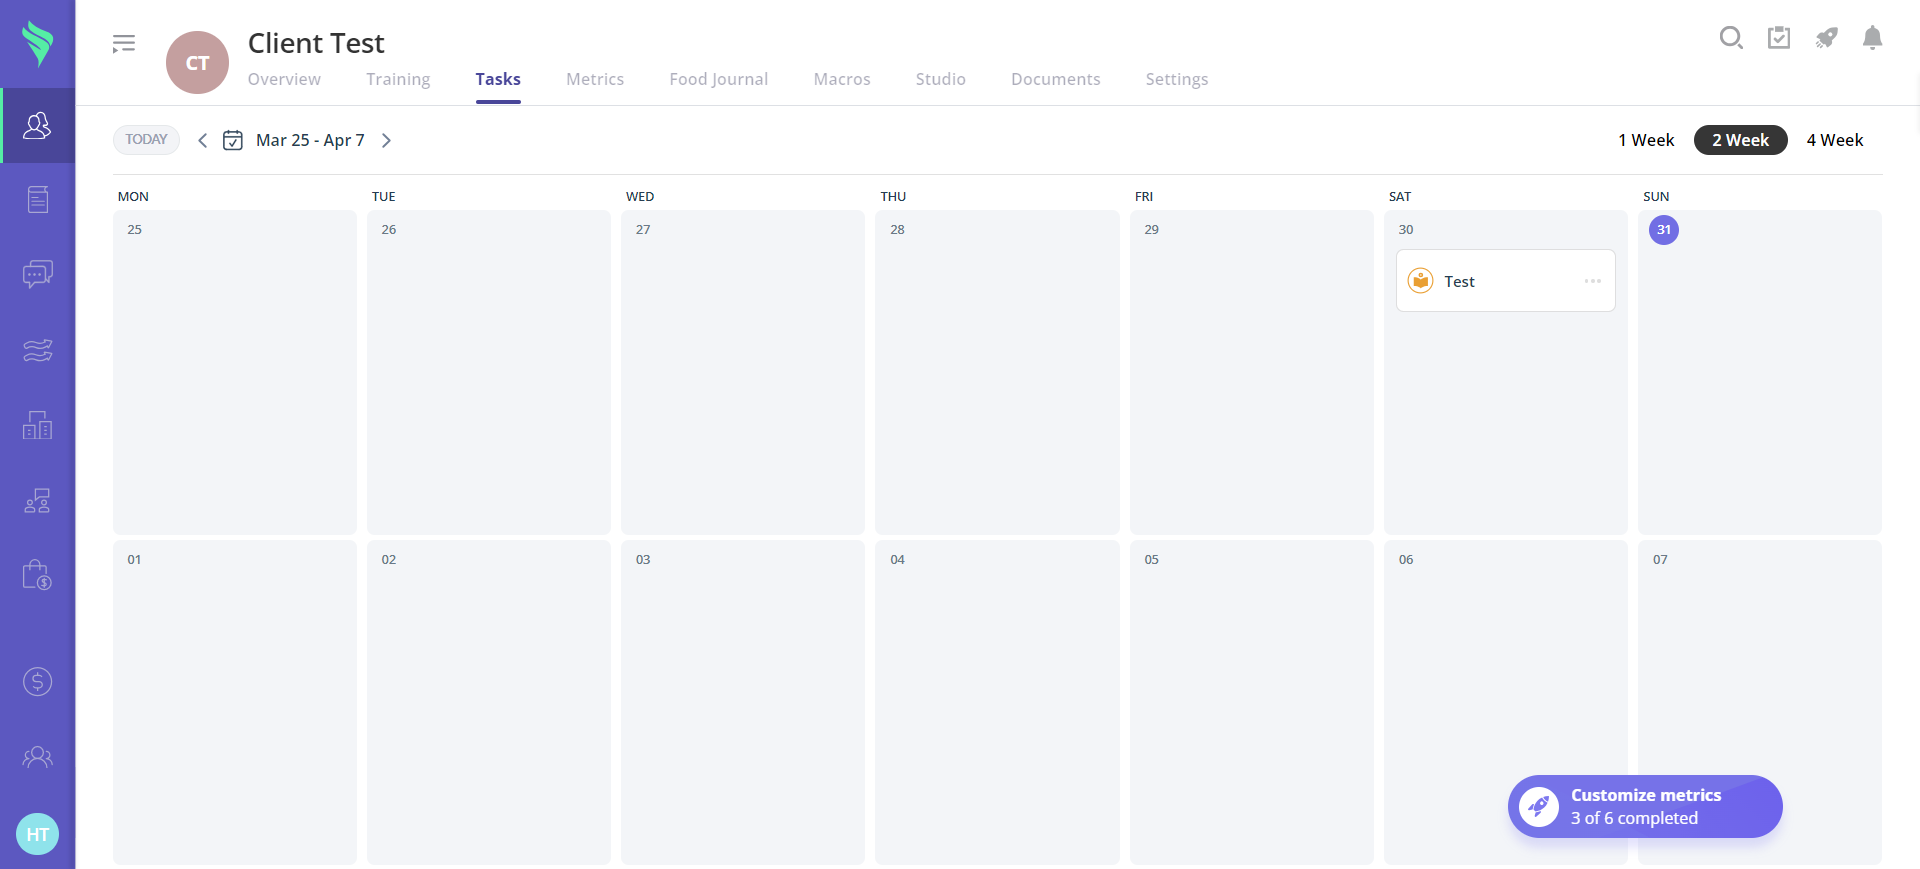 CT
Client Test
Overview Training Tasks Metrics Food Journal Macros Studio Documents Settings
TODAY Mar 25 - Apr 7 1 Week 2 Week 4 Week
MON TUE WED THU FRI SAT SUN
25 26 27 28 29 30 31
Test
01 02 03 04 05 06 07
Customize metrics
3 of 6 completed
HT